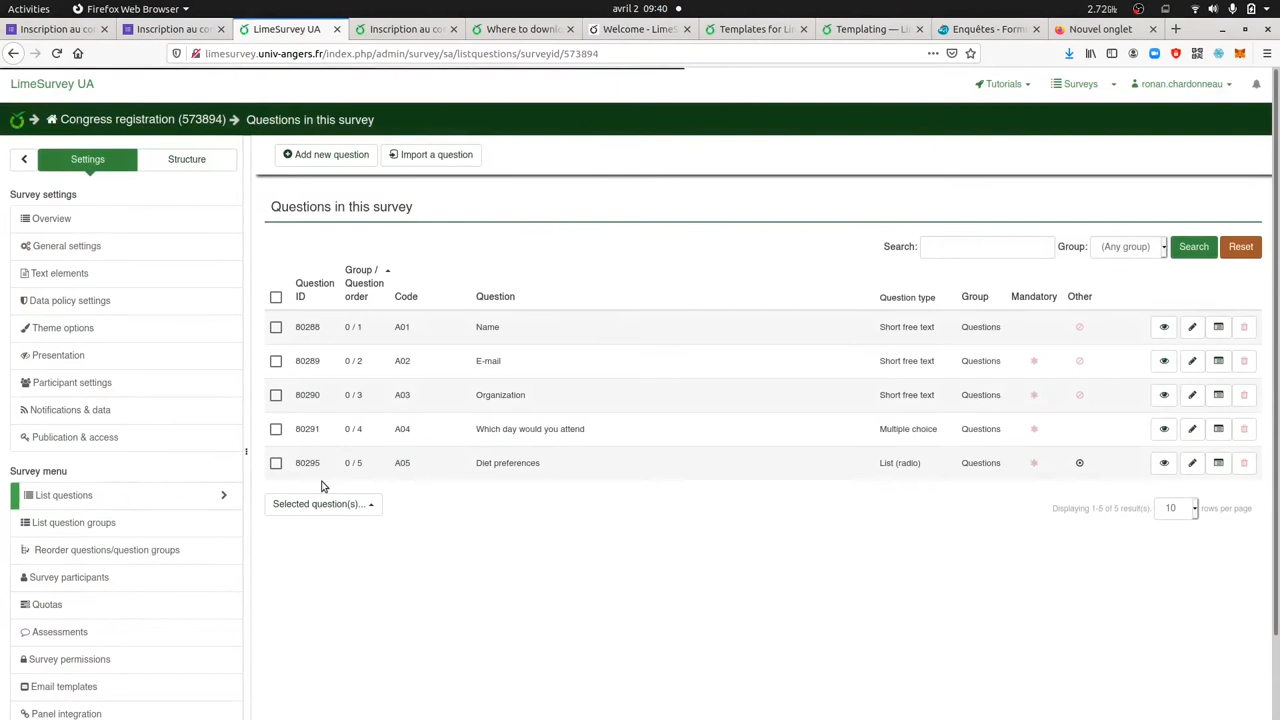 Activities Firefox Web Browser avril 2 09:40 2.72 GHz
Inscription au co Inscription au co LimeSurvey UA Inscription au co Where to downl Welcome - LimeS Templates for Li Templating — Li Enquêtes - Form Nouvel onglet
limesurvey.univ-angers.fr/index.php/admin/survey/sa/listquestions/surveyid/573894
LimeSurvey UA Tutorials Surveys ronan.chardonneau
Congress registration (573894) Questions in this survey
Settings Structure Add new question Import a question
Survey settings
Overview
General settings
Text elements
Data policy settings
Theme options
Presentation
Participant settings
Notifications & data
Publication & access
Survey menu
List questions
List question groups
Reorder questions/question groups
Survey participants
Quotas
Assessments
Survey permissions
Email templates
Panel integration
Questions in this survey
Search: Group: (Any group) Search Reset
Question ID Group / Question order Code Question Question type Group Mandatory Other
80288 0 / 1 A01 Name Short free text Questions
80289 0 / 2 A02 E-mail Short free text Questions
80290 0 / 3 A03 Organization Short free text Questions
80291 0 / 4 A04 Which day would you attend Multiple choice Questions
80295 0 / 5 A05 Diet preferences List (radio) Questions
Selected question(s)... Displaying 1-5 of 5 result(s). 10 rows per page